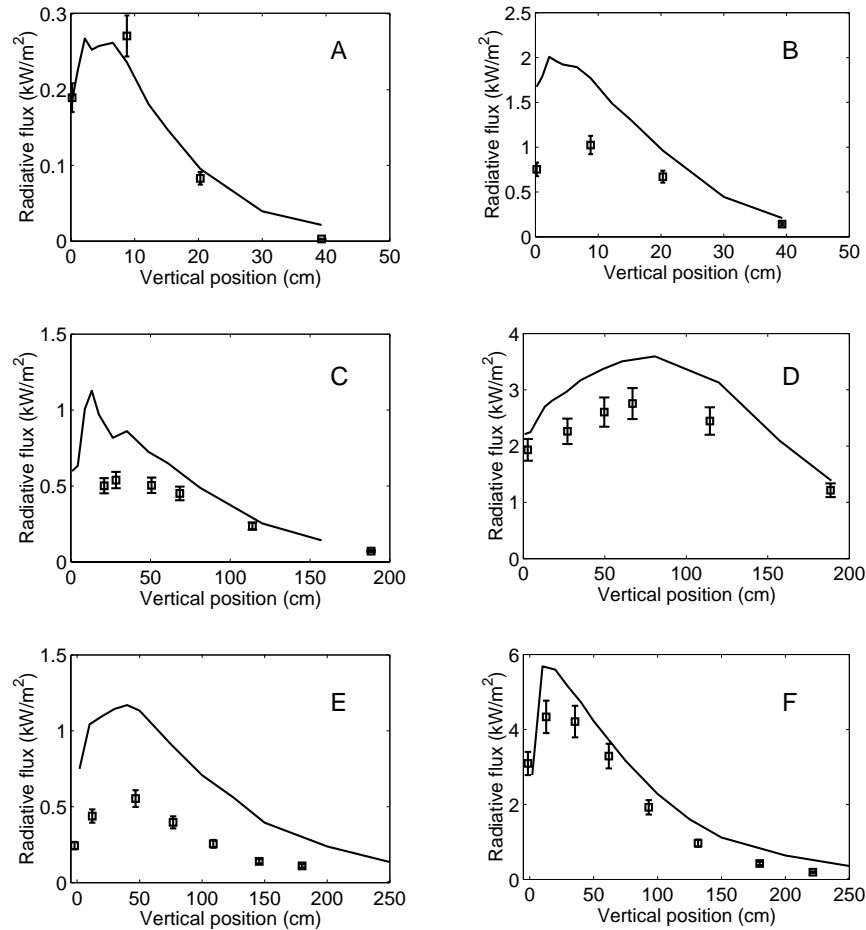 A
Radiative flux (kW/m²)
0.3
0.2
0.1
0
0 10 20 30 40 50
Vertical position (cm)
B
Radiative flux (kW/m²)
2.5
2
1.5
1
0.5
0
0 10 20 30 40 50
Vertical position (cm)
C
Radiative flux (kW/m²)
1.5
1
0.5
0
0 50 100 150 200
Vertical position (cm)
D
Radiative flux (kW/m²)
4
3
2
1
0
0 50 100 150 200
Vertical position (cm)
E
Radiative flux (kW/m²)
1.5
1
0.5
0
0 50 100 150 200 250
Vertical position (cm)
F
Radiative flux (kW/m²)
6
4
2
0
0 50 100 150 200 250
Vertical position (cm)